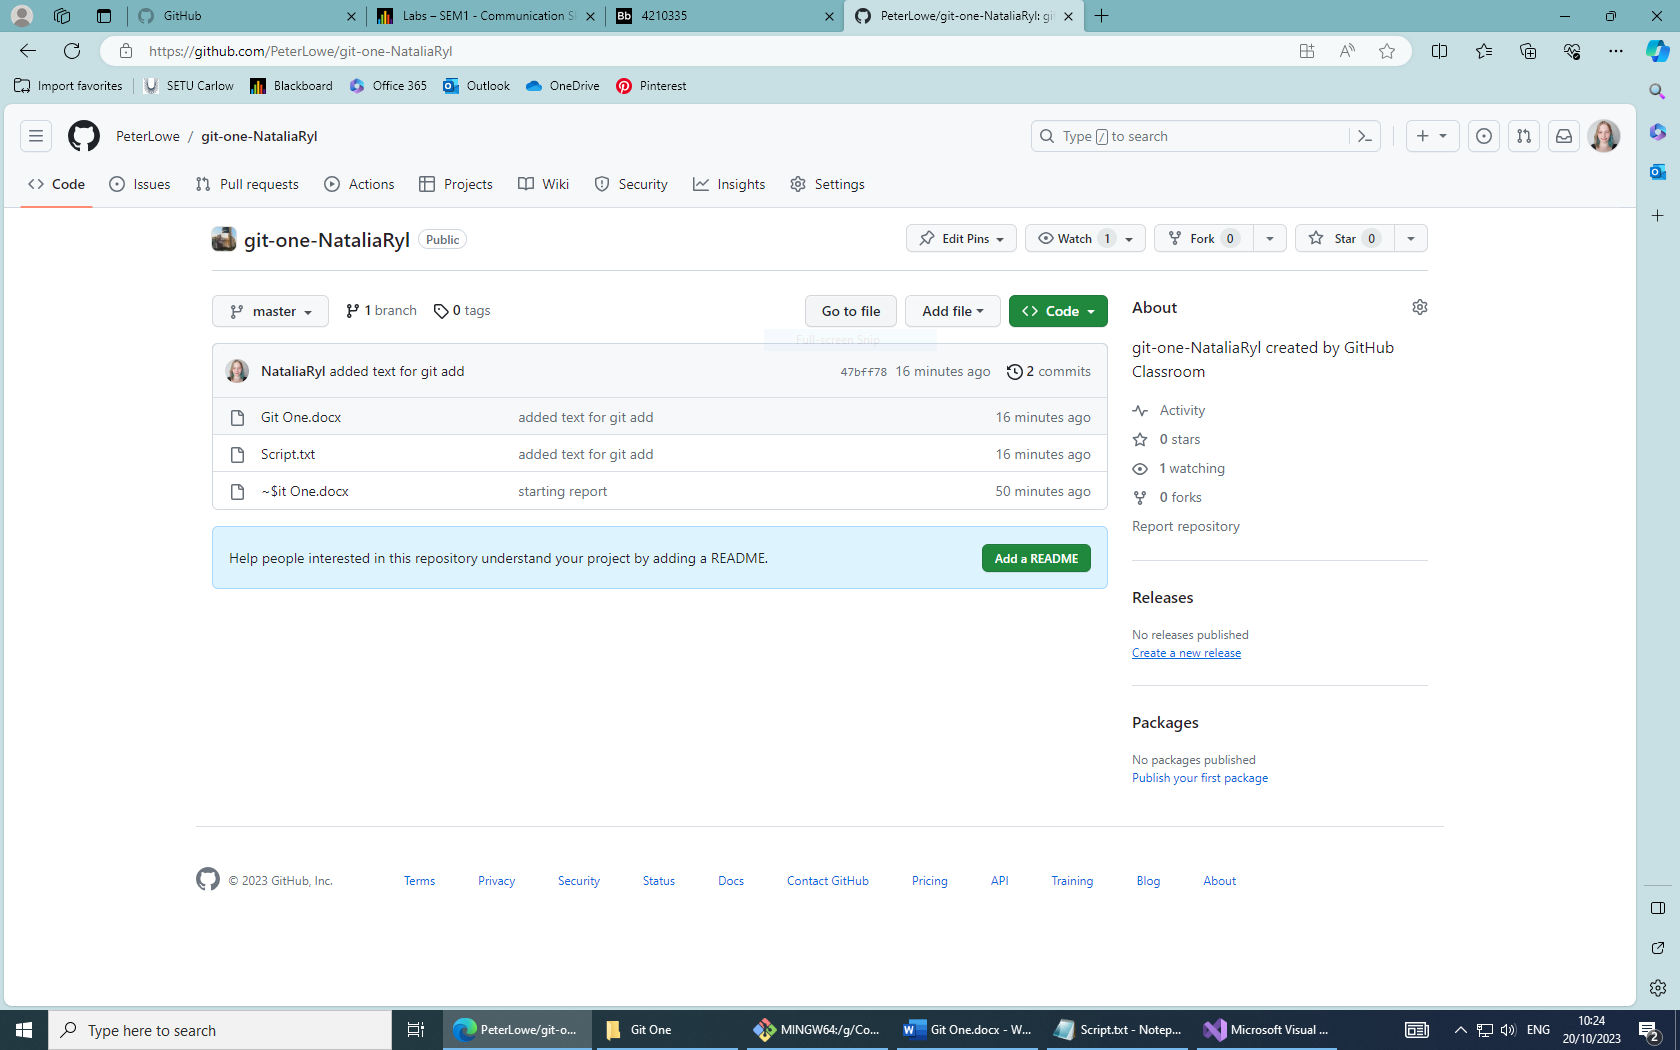 GitHub
Labs – SEM1 - Communication S
4210335
PeterLowe/git-one-NataliaRyl: gi
https://github.com/PeterLowe/git-one-NataliaRyl
Import favorites
SETU Carlow
Blackboard
Office 365
Outlook
OneDrive
Pinterest
PeterLowe / git-one-NataliaRyl
Type / to search
Code
Issues
Pull requests
Actions
Projects
Wiki
Security
Insights
Settings
git-one-NataliaRyl
Public
Edit Pins
Watch 1
Fork 0
Star 0
master
1 branch
0 tags
Go to file
Add file
Code
Full-screen Snip
NataliaRyl added text for git add
47bff78 16 minutes ago
2 commits
Git One.docx added text for git add 16 minutes ago
Script.txt added text for git add 16 minutes ago
~$it One.docx starting report 50 minutes ago
Help people interested in this repository understand your project by adding a README.
Add a README
About
git-one-NataliaRyl created by GitHub
Classroom
Activity
0 stars
1 watching
0 forks
Report repository
Releases
No releases published
Create a new release
Packages
No packages published
Publish your first package
© 2023 GitHub, Inc.
Terms
Privacy
Security
Status
Docs
Contact GitHub
Pricing
API
Training
Blog
About
Type here to search
PeterLowe/git-o...
Git One
MINGW64:/g/Co...
Git One.docx - W...
Script.txt - Notep...
Microsoft Visual ...
ENG
10:24
20/10/2023
2
Bb